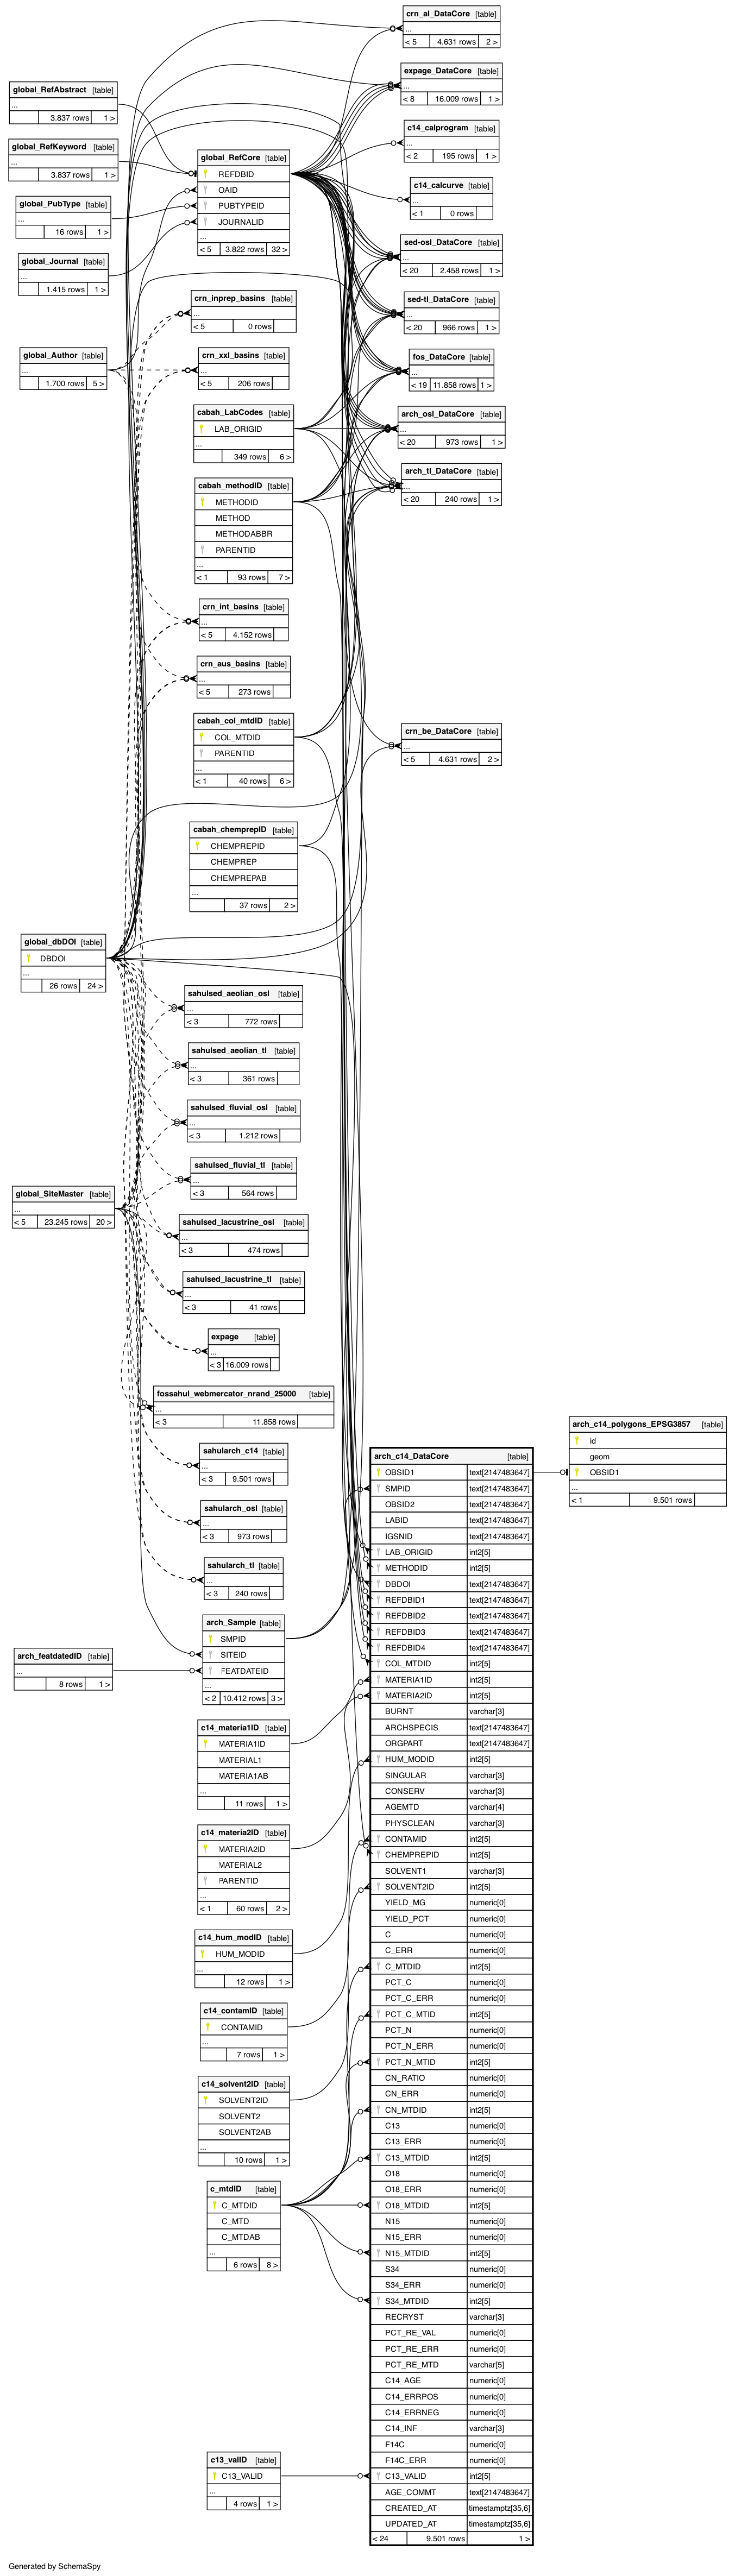 crn_al_DataCore [table]
...
< 5 4.631 rows 2 >
expage_DataCore [table]
...
< 8 16.009 rows 1 >
global_RefAbstract [table]
...
3.837 rows 1 >
c14_calprogram [table]
...
< 2 195 rows 1 >
global_RefKeyword [table]
...
3.837 rows 1 >
global_RefCore [table]
REFDBID
OAID
PUBTYPEID
JOURNALID
...
< 5 3.822 rows 32 >
c14_calcurve [table]
...
< 1 0 rows
global_PubType [table]
...
16 rows 1 >
sed-osl_DataCore [table]
...
< 20 2.458 rows 1 >
global_Journal [table]
...
1.415 rows 1 >
crn_inprep_basins [table]
...
< 5 0 rows
sed-tl_DataCore [table]
...
< 20 966 rows 1 >
global_Author [table]
...
1.700 rows 5 >
crn_xxl_basins [table]
...
< 5 206 rows
fos_DataCore [table]
...
< 19 11.858 rows 1 >
cabah_LabCodes [table]
LAB_ORIGID
...
349 rows 6 >
arch_osl_DataCore [table]
...
< 20 973 rows 1 >
arch_tl_DataCore [table]
...
< 20 240 rows 1 >
cabah_methodID [table]
METHODID
METHOD
METHODABBR
PARENTID
...
< 1 93 rows 7 >
crn_int_basins [table]
...
< 5 4.152 rows
crn_aus_basins [table]
...
< 5 273 rows
cabah_col_mtdID [table]
COL_MTDID
PARENTID
...
< 1 40 rows 6 >
crn_be_DataCore [table]
...
< 5 4.631 rows 2 >
cabah_chemprepID [table]
CHEMPREPID
CHEMPREP
CHEMPREPAB
...
37 rows 2 >
global_dbDOI [table]
DBDOI
...
26 rows 24 >
sahulsed_aeolian_osl [table]
...
< 3 772 rows
sahulsed_aeolian_tl [table]
...
< 3 361 rows
sahulsed_fluvial_osl [table]
...
< 3 1.212 rows
sahulsed_fluvial_tl [table]
...
< 3 564 rows
global_SiteMaster [table]
...
< 5 23.245 rows 20 >
sahulsed_lacustrine_osl [table]
...
< 3 474 rows
sahulsed_lacustrine_tl [table]
...
< 3 41 rows
expage [table]
...
< 3 16.009 rows
fossahul_webmercator_nrand_25000 [table]
...
< 3 11.858 rows
sahularch_c14 [table]
...
< 3 9.501 rows
sahularch_osl [table]
...
< 3 973 rows
sahularch_tl [table]
...
< 3 240 rows
arch_Sample [table]
SMPID
SITEID
FEATDATEID
...
< 2 10.412 rows 3 >
arch_featdatedID [table]
...
8 rows 1 >
c14_materia1ID [table]
MATERIA1ID
MATERIAL1
MATERIA1AB
...
11 rows 1 >
c14_materia2ID [table]
MATERIA2ID
MATERIAL2
PARENTID
...
< 1 60 rows 2 >
c14_hum_modID [table]
HUM_MODID
...
12 rows 1 >
c14_contamID [table]
CONTAMID
...
7 rows 1 >
c14_solvent2ID [table]
SOLVENT2ID
SOLVENT2
SOLVENT2AB
...
10 rows 1 >
c_mtdID [table]
C_MTDID
C_MTD
C_MTDAB
...
6 rows 8 >
c13_valID [table]
C13_VALID
...
4 rows 1 >
arch_c14_DataCore [table]
OBSID1 text[2147483647]
SMPID text[2147483647]
OBSID2 text[2147483647]
LABID text[2147483647]
IGSNID text[2147483647]
LAB_ORIGID int2[5]
METHODID int2[5]
DBDOI text[2147483647]
REFDBID1 text[2147483647]
REFDBID2 text[2147483647]
REFDBID3 text[2147483647]
REFDBID4 text[2147483647]
COL_MTDID int2[5]
MATERIA1ID int2[5]
MATERIA2ID int2[5]
BURNT varchar[3]
ARCHSPECIS text[2147483647]
ORGPART text[2147483647]
HUM_MODID int2[5]
SINGULAR varchar[3]
CONSERV varchar[3]
AGEMTD varchar[4]
PHYSCLEAN varchar[3]
CONTAMID int2[5]
CHEMPREPID int2[5]
SOLVENT1 varchar[3]
SOLVENT2ID int2[5]
YIELD_MG numeric[0]
YIELD_PCT numeric[0]
C numeric[0]
C_ERR numeric[0]
C_MTDID int2[5]
PCT_C numeric[0]
PCT_C_ERR numeric[0]
PCT_C_MTID int2[5]
PCT_N numeric[0]
PCT_N_ERR numeric[0]
PCT_N_MTID int2[5]
CN_RATIO numeric[0]
CN_ERR numeric[0]
CN_MTDID int2[5]
C13 numeric[0]
C13_ERR numeric[0]
C13_MTDID int2[5]
O18 numeric[0]
O18_ERR numeric[0]
O18_MTDID int2[5]
N15 numeric[0]
N15_ERR numeric[0]
N15_MTDID int2[5]
S34 numeric[0]
S34_ERR numeric[0]
S34_MTDID int2[5]
RECRYST varchar[3]
PCT_RE_VAL numeric[0]
PCT_RE_ERR numeric[0]
PCT_RE_MTD varchar[5]
C14_AGE numeric[0]
C14_ERRPOS numeric[0]
C14_ERRNEG numeric[0]
C14_INF varchar[3]
F14C numeric[0]
F14C_ERR numeric[0]
C13_VALID int2[5]
AGE_COMMT text[2147483647]
CREATED_AT timestamptz[35,6]
UPDATED_AT timestamptz[35,6]
< 24 9.501 rows 1 >
arch_c14_polygons_EPSG3857 [table]
id
geom
OBSID1
...
< 1 9.501 rows
Generated by SchemaSpy